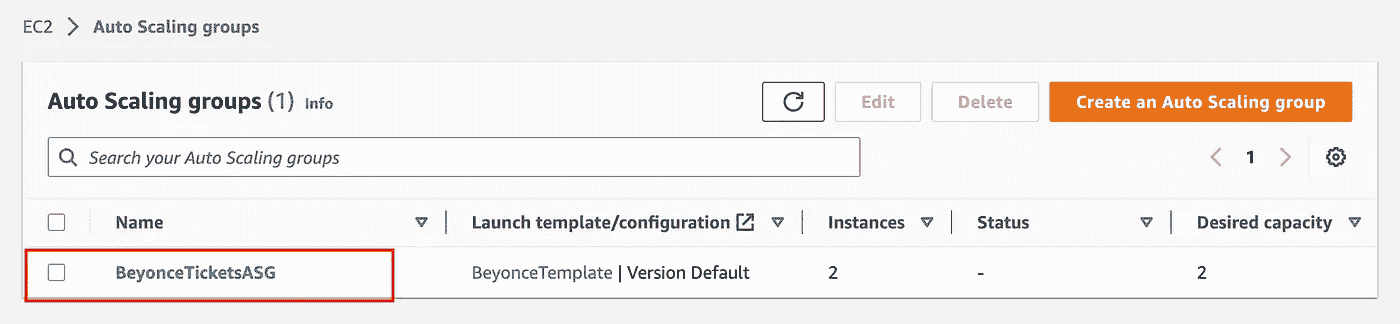 EC2 > Auto Scaling groups
Auto Scaling groups (1) Info Edit Delete Create an Auto Scaling group
Search your Auto Scaling groups 1
Name Launch template/configuration Instances Status Desired capacity
BeyonceTicketsASG BeyonceTemplate | Version Default 2 - 2